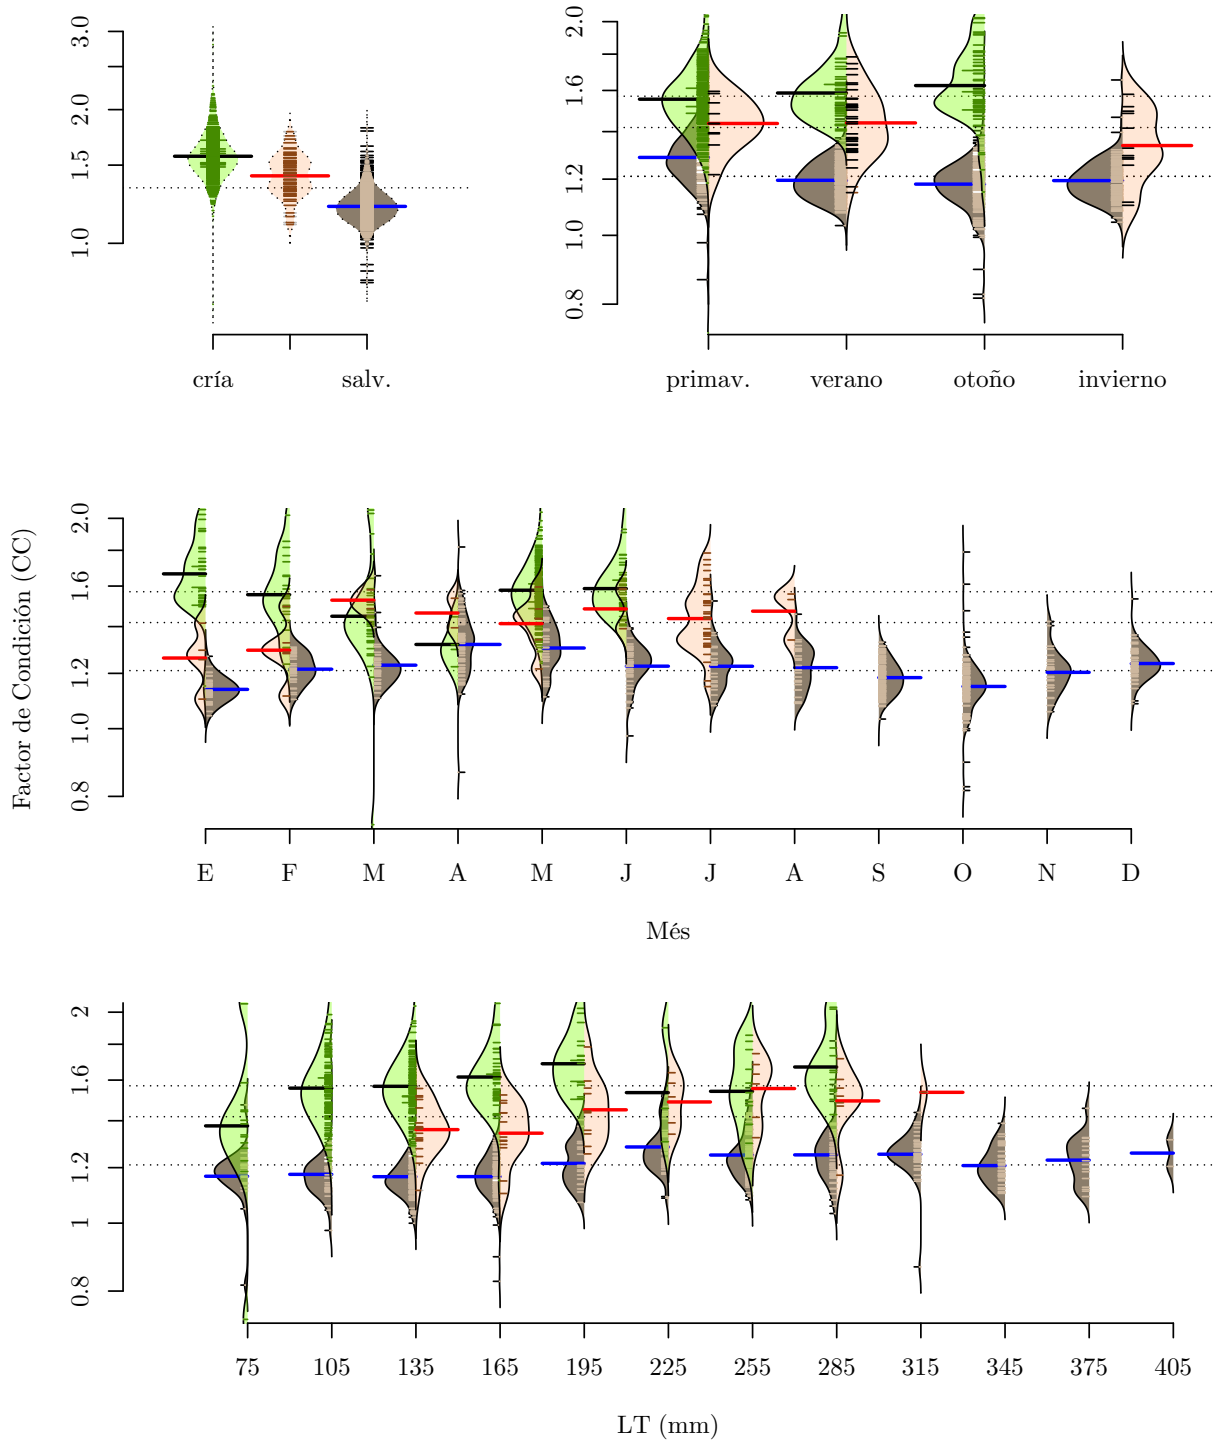 3.0
2.0
1.5
1.0
cría
salv.
2.0
1.6
1.2
1.0
0.8
primav.
verano
otoño
invierno
Factor de Condición (CC)
2.0
1.6
1.2
1.0
0.8
E
F
M
A
M
J
J
A
S
O
N
D
Més
2
1.6
1.2
1
0.8
75
105
135
165
195
225
255
285
315
345
375
405
LT (mm)